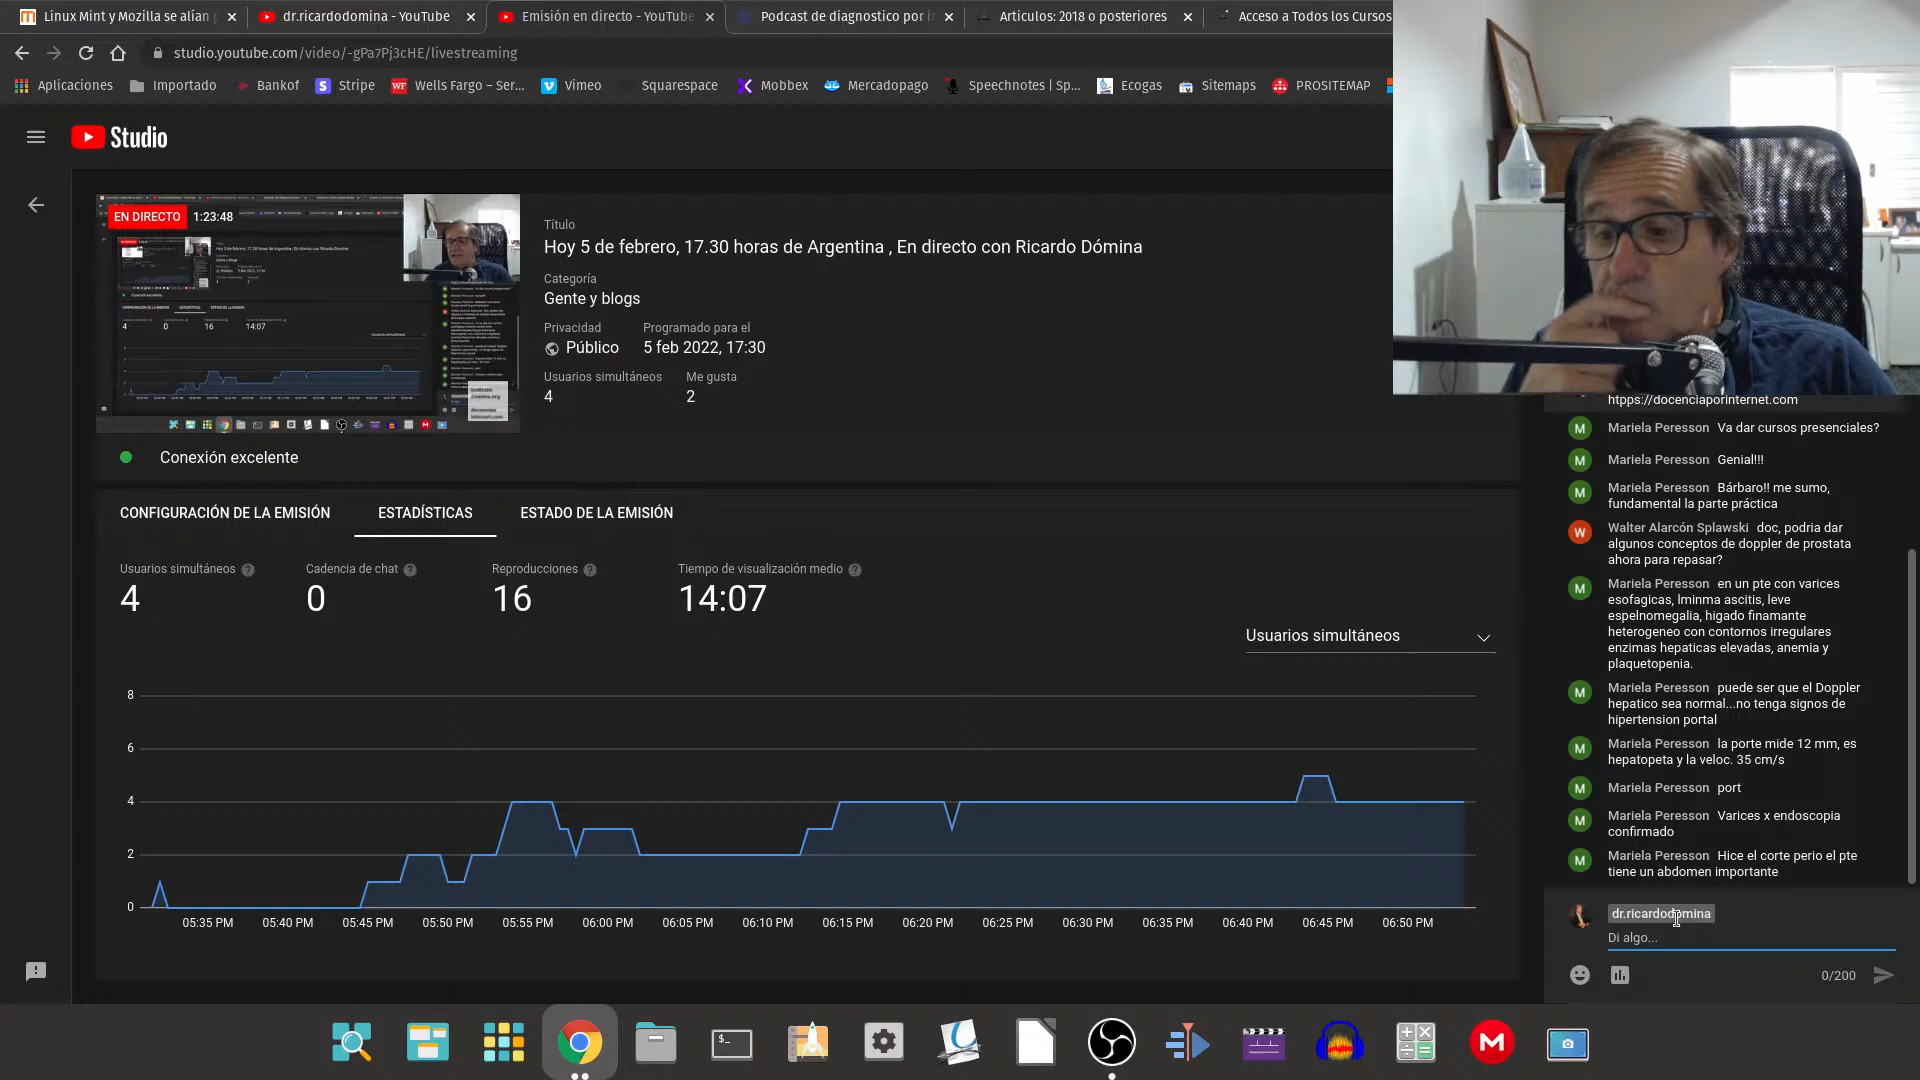 Linux Mint y Mozilla se alían
dr.ricardodomina - YouTube
Emisión en directo - YouTube
Podcast de diagnostico por i
Articulos: 2018 o posteriores
Acceso a Todos los Cursos
studio.youtube.com/video/-gPa7Pj3cHE/livestreaming
Aplicaciones
Importado
Bankof
Stripe
Wells Fargo – Ser...
Vimeo
Squarespace
Mobbex
Mercadopago
Speechnotes | Sp...
Ecogas
Sitemaps
PROSITEMAP
Studio
EN DIRECTO 1:23:48
Título
Hoy 5 de febrero, 17.30 horas de Argentina , En directo con Ricardo Dómina
Categoría
Gente y blogs
Privacidad
Programado para el
Público
5 feb 2022, 17:30
Usuarios simultáneos
Me gusta
4
2
Conexión excelente
CONFIGURACIÓN DE LA EMISIÓN
ESTADÍSTICAS
ESTADO DE LA EMISIÓN
Usuarios simultáneos
Cadencia de chat
Reproducciones
Tiempo de visualización medio
4
0
16
14:07
Usuarios simultáneos
8
6
4
2
0
05:35 PM
05:40 PM
05:45 PM
05:50 PM
05:55 PM
06:00 PM
06:05 PM
06:10 PM
06:15 PM
06:20 PM
06:25 PM
06:30 PM
06:35 PM
06:40 PM
06:45 PM
06:50 PM
htpps://docenciaporinternet.com
Mariela Peresson Va dar cursos presenciales?
Mariela Peresson Genial!!!
Mariela Peresson Bárbaro!! me sumo,
fundamental la parte práctica
Walter Alarcón Splawski doc, podria dar
algunos conceptos de doppler de prostata
ahora para repasar?
Mariela Peresson en un pte con varices
esofagicas, lminma ascitis, leve
espelnomegalia, higado finamante
heterogeneo con contornos irregulares
enzimas hepaticas elevadas, anemia y
plaquetopenia.
Mariela Peresson puede ser que el Doppler
hepatico sea normal...no tenga signos de
hipertension portal
Mariela Peresson la porte mide 12 mm, es
hepatopeta y la veloc. 35 cm/s
Mariela Peresson port
Mariela Peresson Varices x endoscopia
confirmado
Mariela Peresson Hice el corte perio el pte
tiene un abdomen importante
dr.ricardodomina
Di algo...
0/200